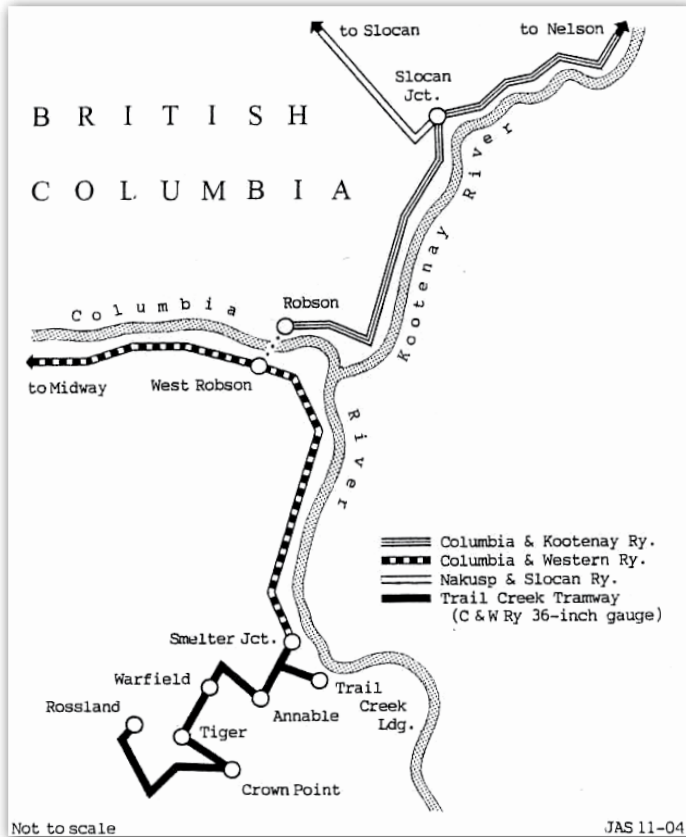 to Slocan
to Nelson
Slocan
Jct.
BRITISH
COLUMBIA
Kootenay River
Columbia
Robson
West Robson
to Midway
River
Columbia & Kootenay Ry.
Columbia & Western Ry.
Nakusp & Slocan Ry.
Trail Creek Tramway
(C & W Ry 36-inch gauge)
Smelter Jct.
Warfield
Trail
Creek
Ldg.
Annable
Rossland
Tiger
Crown Point
Not to scale
JAS 11-04